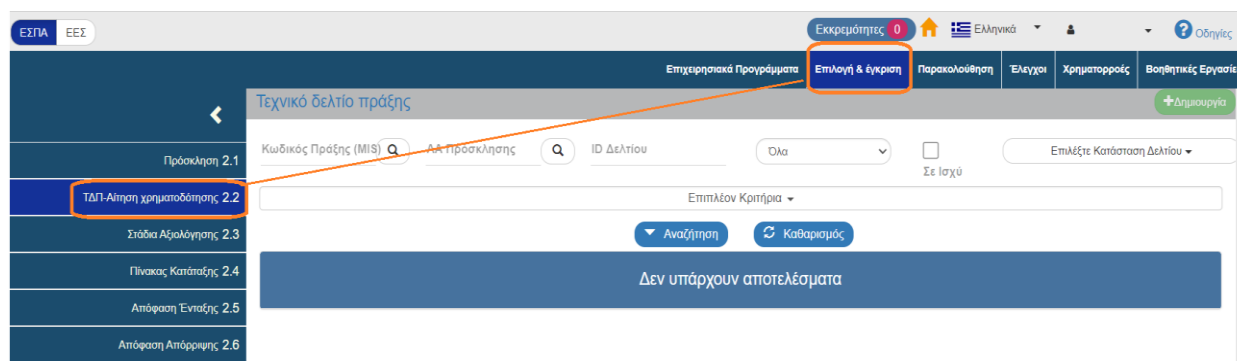 ΕΣΠΑ ΕΕΣ Εκκρεμότητες 0 Ελληνικά Οδηγίες
Επιχειρησιακά Προγράμματα Επιλογή & έγκριση Παρακολούθηση Έλεγχοι Χρηματορροές Βοηθητικές Εργασίε
Τεχνικό δελτίο πράξης +Δημιουργία
Κωδικός Πράξης (MIS) ΑΑ Πρόσκλησης ID Δελτίου Όλα Επιλέξτε Κατάσταση Δελτίου
Σε Ισχύ
Πρόσκληση 2.1
ΤΔΠ-Αίτηση χρηματοδότησης 2.2
Επιπλέον Κριτήρια
Στάδια Αξιολόγησης 2.3
Αναζήτηση Καθαρισμός
Πίνακας Κατάταξης 2.4
Δεν υπάρχουν αποτελέσματα
Απόφαση Ένταξης 2.5
Απόφαση Απόρριψης 2.6